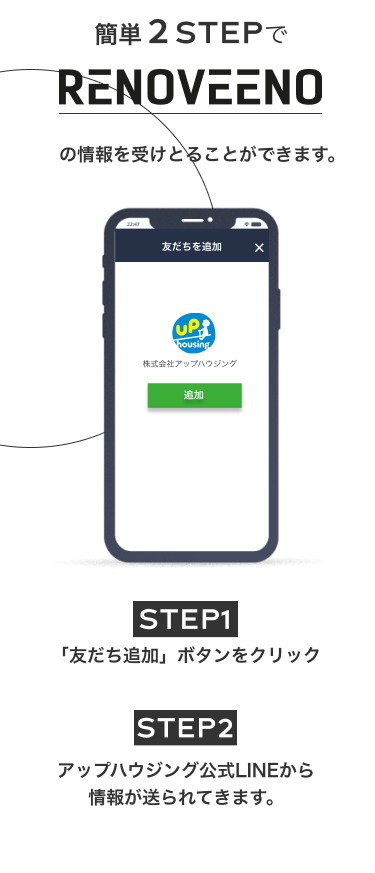 簡単2STEPで
RENOVEENO
の情報を受けとることができます。
22:47
友だちを追加
up
housing
株式会社アップハウジング
追加
STEP1
「友だち追加」ボタンをクリック
STEP2
アップハウジング公式LINEから
情報が送られてきます。